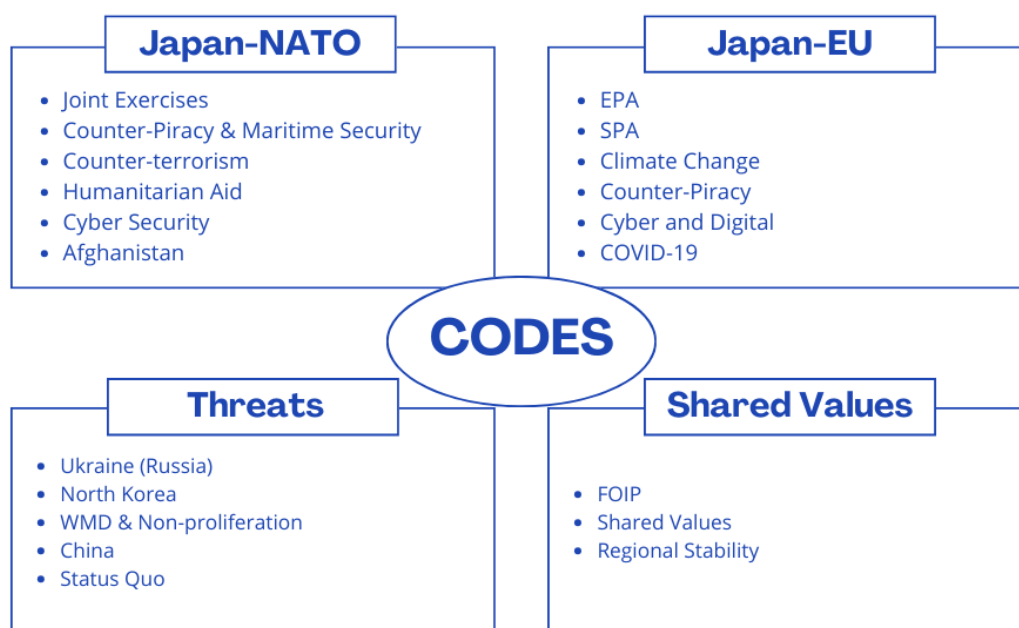 Japan-NATO
• Joint Exercises
• Counter-Piracy & Maritime Security
• Counter-terrorism
• Humanitarian Aid
• Cyber Security
• Afghanistan
Japan-EU
• EPA
• SPA
• Climate Change
• Counter-Piracy
• Cyber and Digital
• COVID-19
CODES
Threats
• Ukraine (Russia)
• North Korea
• WMD & Non-proliferation
• China
• Status Quo
Shared Values
• FOIP
• Shared Values
• Regional Stability